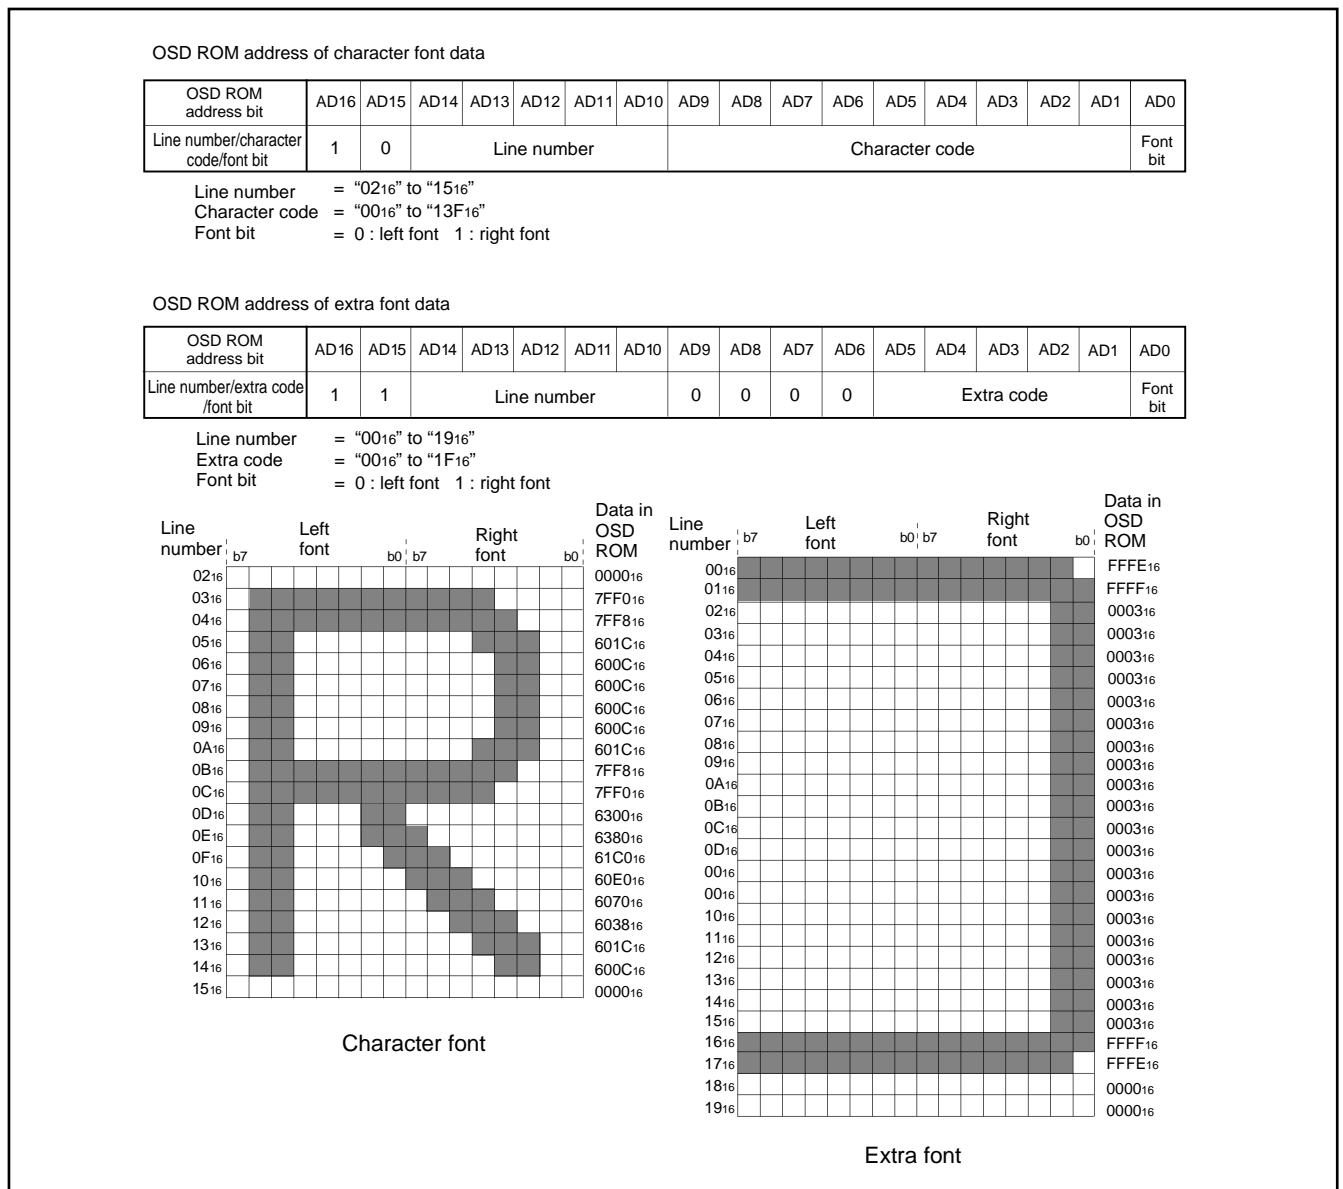 OSD ROM address of character font data
OSD ROM address bit AD16 AD15 AD14 AD13 AD12 AD11 AD10 AD9 AD8 AD7 AD6 AD5 AD4 AD3 AD2 AD1 AD0
Line number/character code/font bit 1 0 Line number Character code Font bit
Line number = “0216” to “1516”
Character code = “0016” to “13F16”
Font bit = 0 : left font 1 : right font
OSD ROM address of extra font data
OSD ROM address bit AD16 AD15 AD14 AD13 AD12 AD11 AD10 AD9 AD8 AD7 AD6 AD5 AD4 AD3 AD2 AD1 AD0
Line number/extra code /font bit 1 1 Line number 0 0 0 0 Extra code Font bit
Line number = “0016” to “1916”
Extra code = “0016” to “1F16”
Font bit = 0 : left font 1 : right font
Line number Left font Right font Data in OSD ROM
b7 b0 b7 b0
0216 000016
0316 7FF016
0416 7FF816
0516 601C16
0616 600C16
0716 600C16
0816 600C16
0916 600C16
0A16 601C16
0B16 7FF816
0C16 7FF016
0D16 630016
0E16 638016
0F16 61C016
1016 60E016
1116 607016
1216 603816
1316 601C16
1416 600C16
1516 000016
Character font
Line number Left font Right font Data in OSD ROM
b7 b0 b7 b0
0016 FFFE16
0116 FFFF16
0216 000316
0316 000316
0416 000316
0516 000316
0616 000316
0716 000316
0816 000316
0916 000316
0A16 000316
0B16 000316
0C16 000316
0D16 000316
0016 000316
0016 000316
1016 000316
1116 000316
1216 000316
1316 000316
1416 000316
1516 000316
1616 FFFF16
1716 FFFE16
1816 000016
1916 000016
Extra font